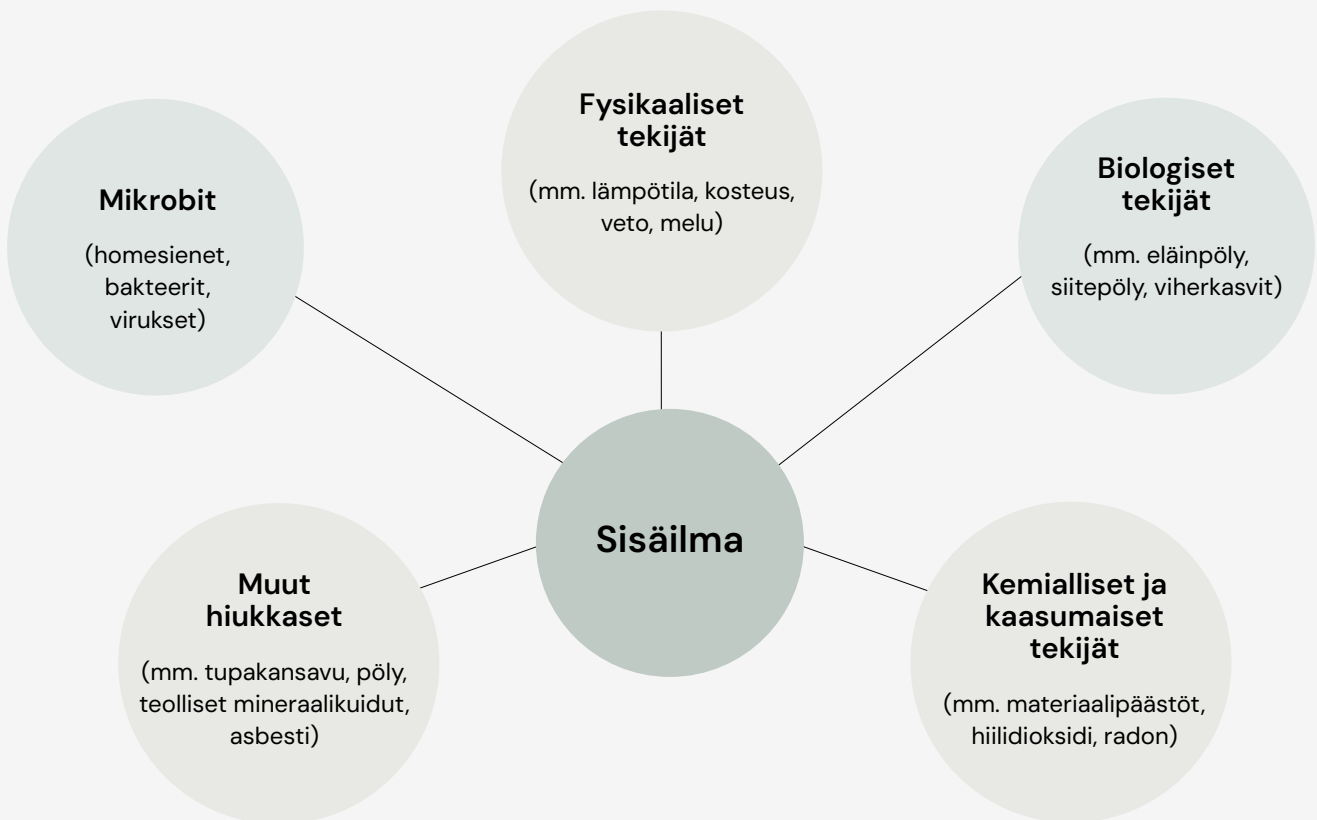 Fysikaaliset
tekijät
(mm. lämpötila, kosteus,
veto, melu)
Mikrobit
(homesienet,
bakteerit,
virukset)
Biologiset
tekijät
(mm. eläinpöly,
siitepöly, viherkasvit)
Sisäilma
Muut
hiukkaset
(mm. tupakansavu, pöly,
teolliset mineraalikuidut,
asbesti)
Kemialliset ja
kaasumaiset
tekijät
(mm. materiaalipäästöt,
hiilidioksidi, radon)